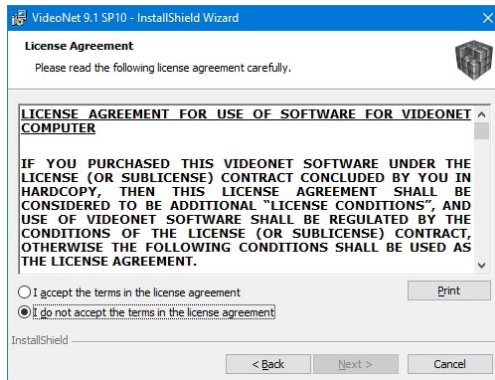 VideoNet 9.1 SP10 - InstallShield Wizard
License Agreement
Please read the following license agreement carefully.
LICENSE AGREEMENT FOR USE OF SOFTWARE FOR VIDEONET
COMPUTER
IF YOU PURCHASED THIS VIDEONET SOFTWARE UNDER THE
LICENSE (OR SUBLICENSE) CONTRACT CONCLUDED BY YOU IN
HARDCOPY, THEN THIS LICENSE AGREEMENT SHALL BE
CONSIDERED TO BE ADDITIONAL "LICENSE CONDITIONS", AND
USE OF VIDEONET SOFTWARE SHALL BE REGULATED BY THE
CONDITIONS OF THE LICENSE (OR SUBLICENSE) CONTRACT,
OTHERWISE THE FOLLOWING CONDITIONS SHALL BE USED AS
THE LICENSE AGREEMENT.
I accept the terms in the license agreement
Print
I do not accept the terms in the license agreement
InstallShield
< Back
Next >
Cancel